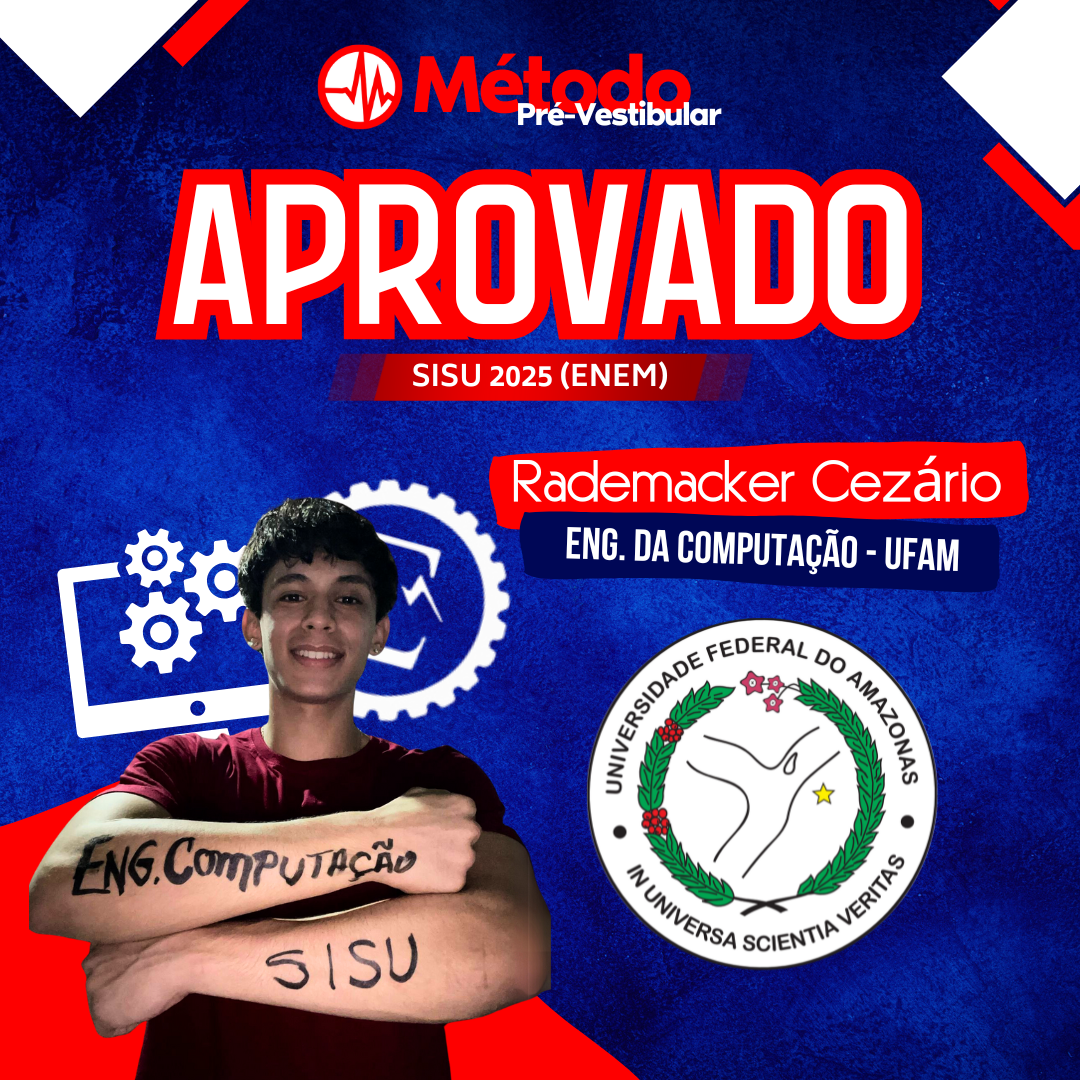 Método
Pré-Vestibular
APROVADO
SISU 2025 (ENEM)
Rademacker Cezário
ENG. DA COMPUTAÇÃO - UFAM
UNIVERSIDADE FEDERAL DO AMAZONAS
IN UNIVERSA SCIENTIA VERITAS
ENG. COMPUTAÇÃO
SISU